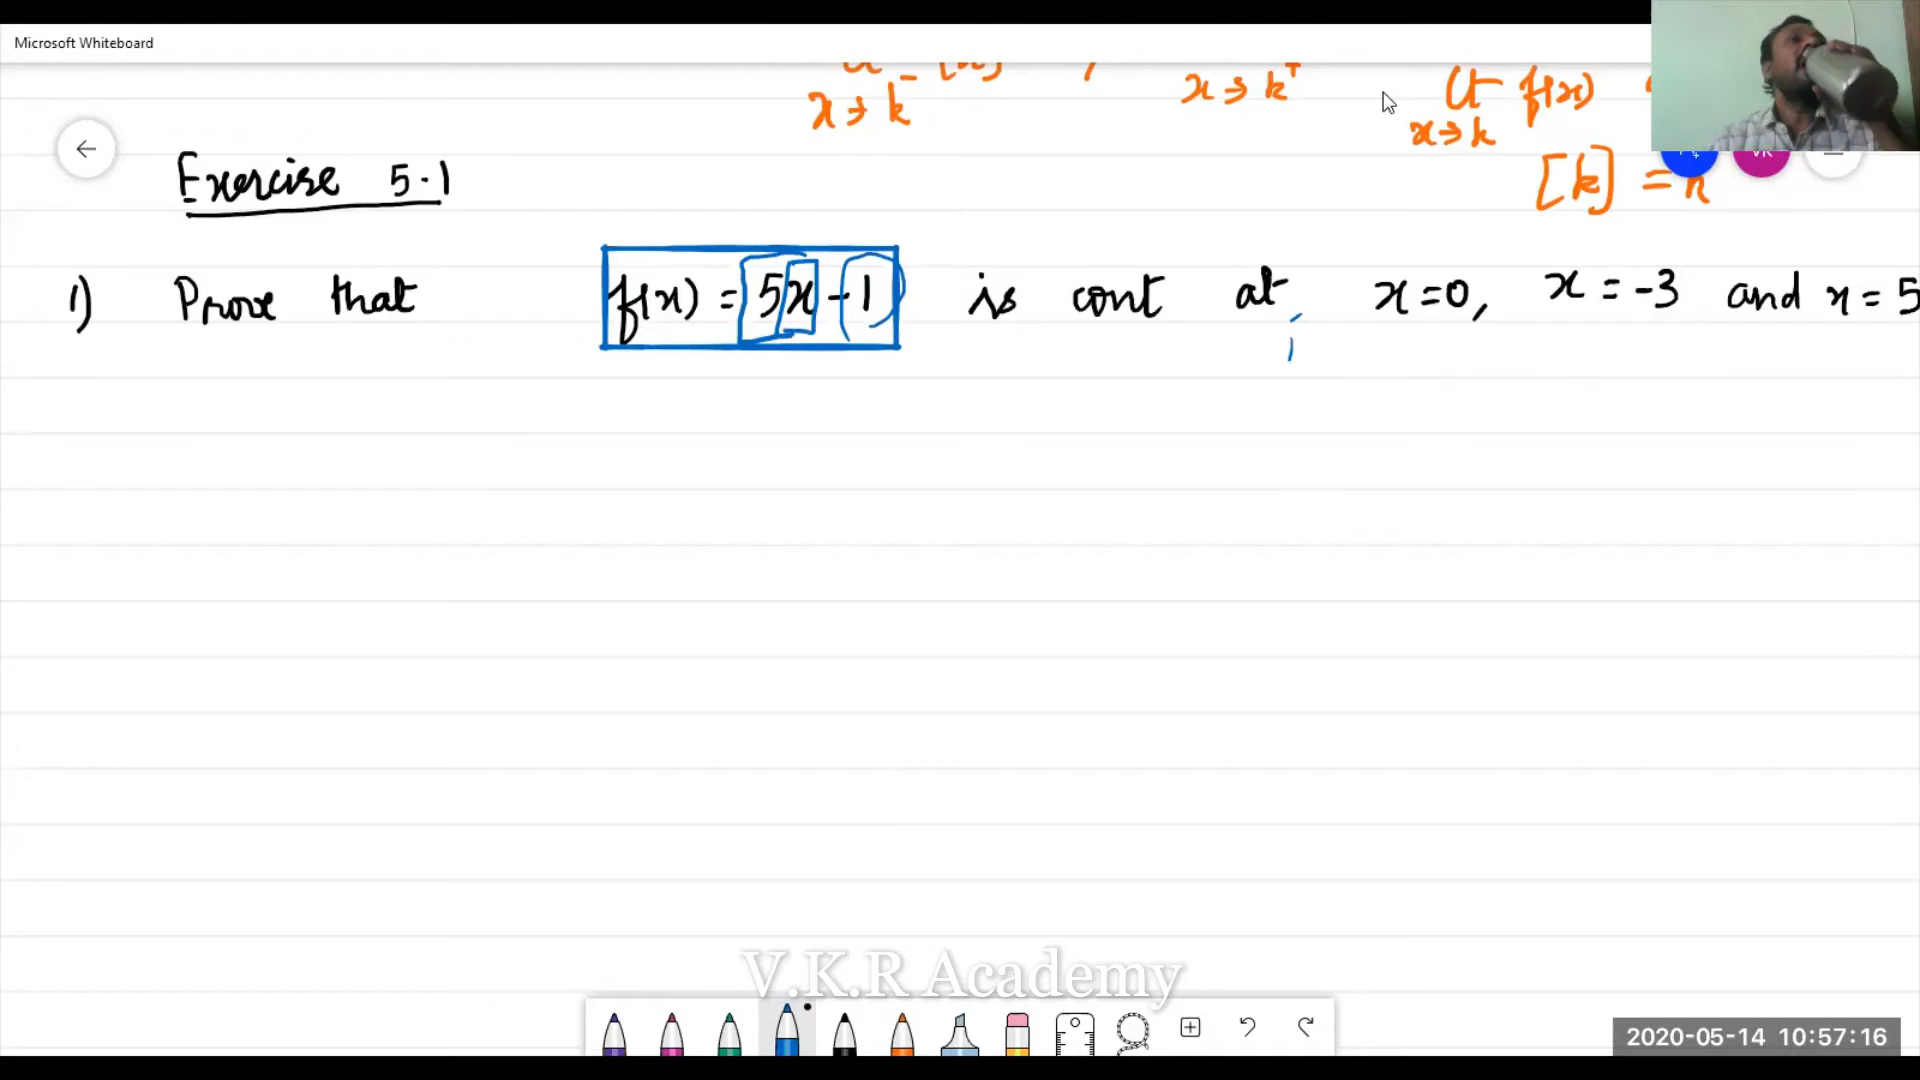 Microsoft Whiteboard
x→k⁻ x→k⁺ lt f(x)
x→k
[k] =
Exercise 5.1
1) Prove that f(x) = 5x - 1 is cont at x=0, x = -3 and x = 5
V.K.R Academy
2020-05-14 10:57:16